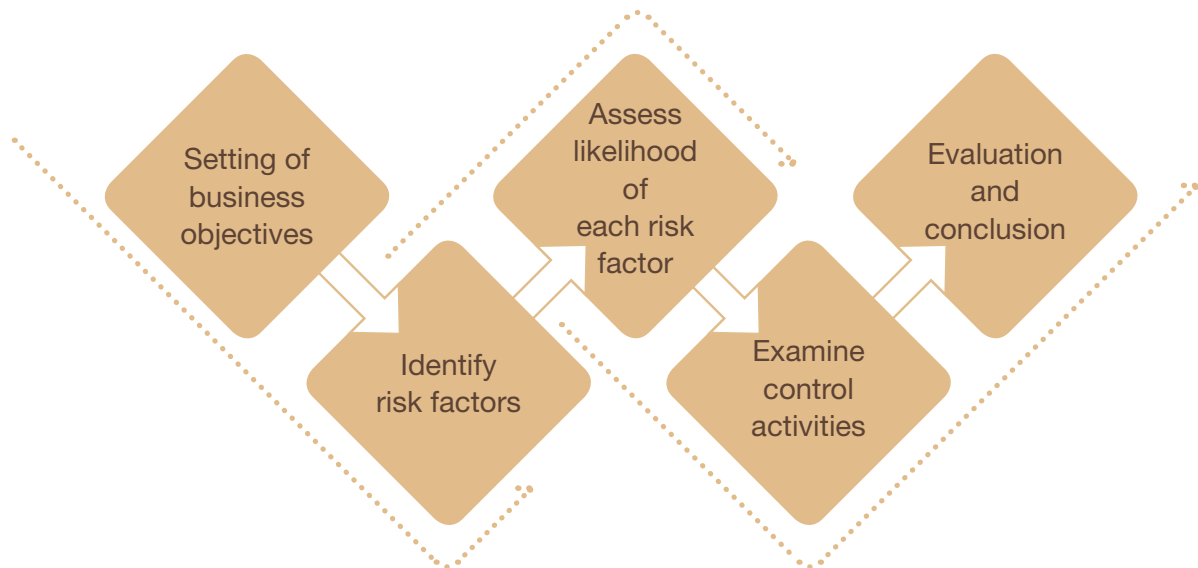 Setting of
business
objectives
Identify
risk factors
Assess
likelihood
of
each risk
factor
Examine
control
activities
Evaluation
and
conclusion